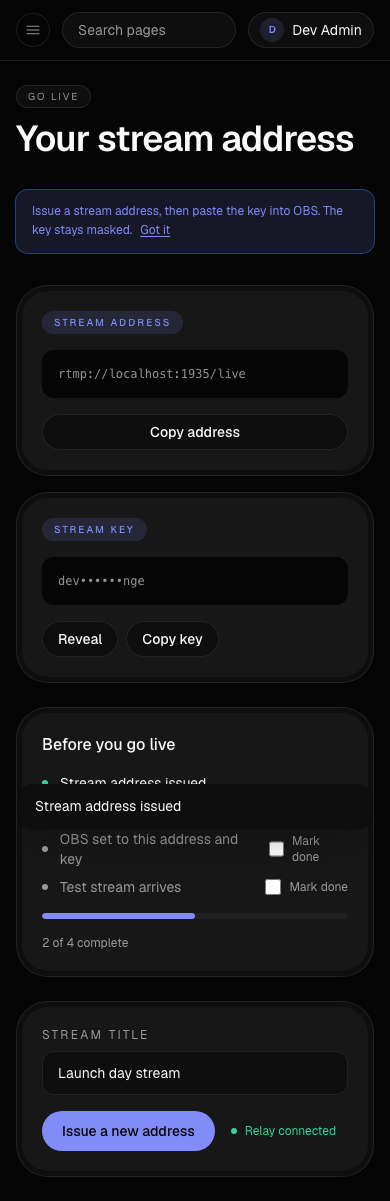 Search pages
D
Dev Admin
GO LIVE
Your stream address
Issue a stream address, then paste the key into OBS. The
key stays masked. Got it
STREAM ADDRESS
rtmp://localhost:1935/live
Copy address
STREAM KEY
dev••••••nge
Reveal
Copy key
Before you go live
Stream address issued
Stream address issued
OBS set to this address and
key
Mark
done
Test stream arrives
Mark done
2 of 4 complete
STREAM TITLE
Launch day stream
Issue a new address
Relay connected